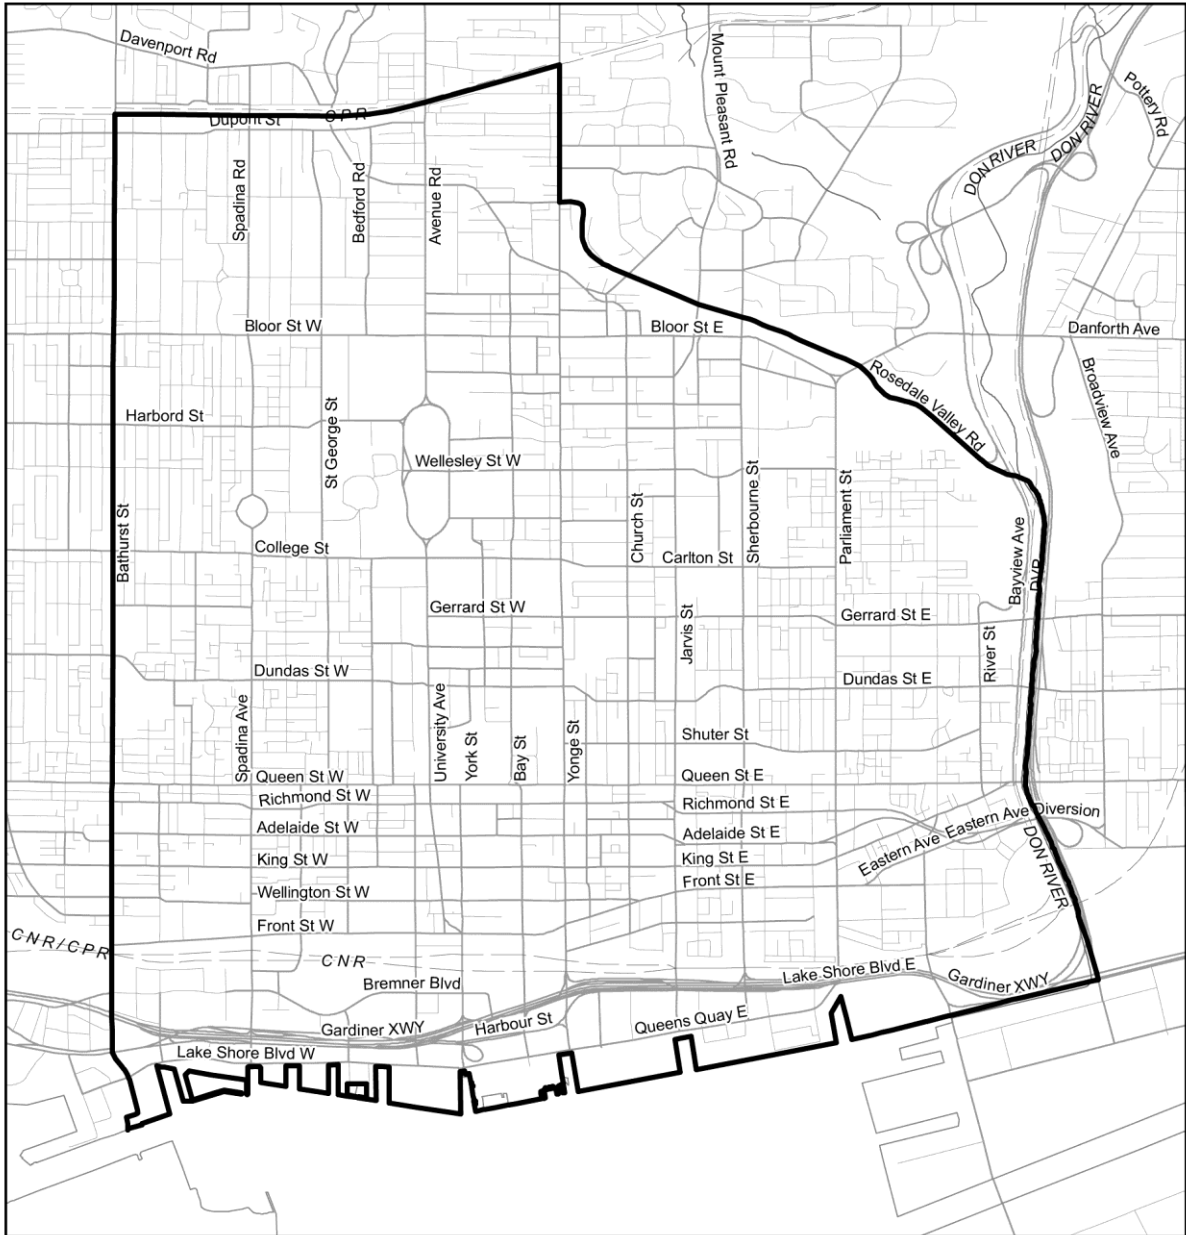 Davenport Rd
Mount Pleasant Rd
Pottery Rd
DON RIVER
DON RIVER
CPR
Dupont St
Spadina Rd
Bedford Rd
Avenue Rd
Bloor St W
Bloor St E
Danforth Ave
Rosedale Valley Rd
Broadview Ave
Harbord St
St George St
Wellesley St W
Church St
Sherbourne St
Parliament St
Bathurst St
College St
Carlton St
Bayview Ave
DVP
Gerrard St W
Gerrard St E
Jarvis St
River St
Dundas St W
Dundas St E
Spadina Ave
University Ave
York St
Bay St
Yonge St
Shuter St
Queen St W
Queen St E
Richmond St W
Richmond St E
Adelaide St W
Adelaide St E
Eastern Ave
Eastern Ave Diversion
King St W
King St E
Front St E
DON RIVER
Wellington St W
Front St W
CNR/CPR
CNR
Bremner Blvd
Lake Shore Blvd E
Gardiner XWY
Gardiner XWY
Harbour St
Queens Quay E
Lake Shore Blvd W